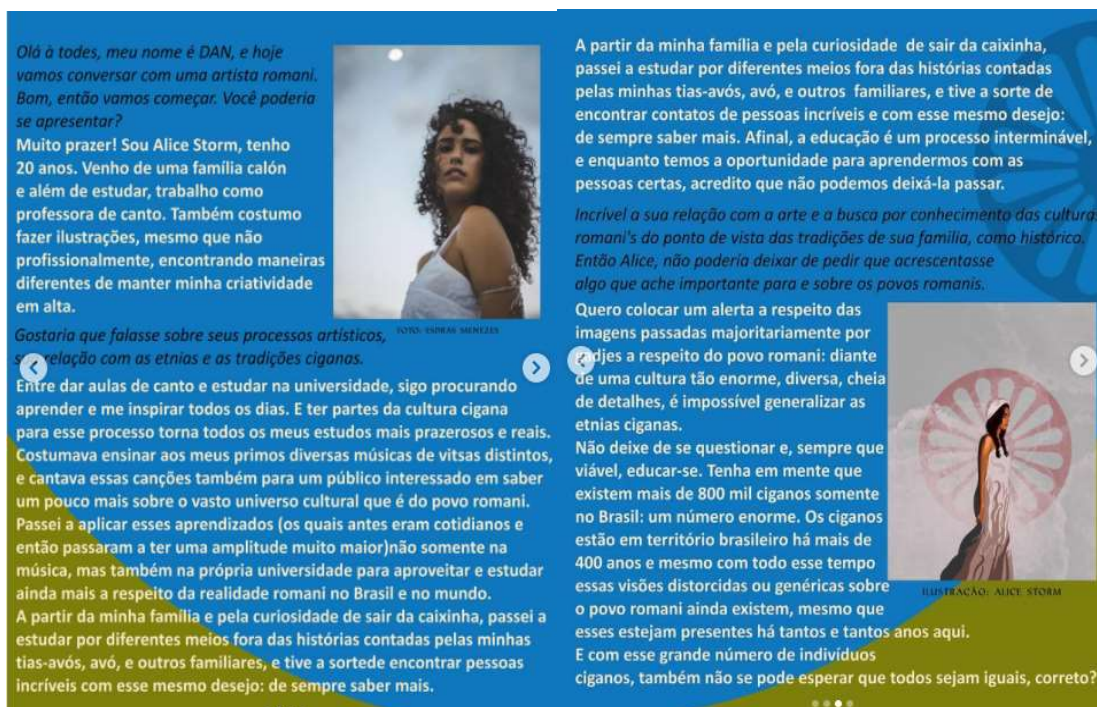 Olá à todes, meu nome é DAN, e hoje
vamos conversar com uma artista romani.
Bom, então vamos começar. Você poderia
se apresentar?
Muito prazer! Sou Alice Storm, tenho
20 anos. Venho de uma família calón
e além de estudar, trabalho como
professora de canto. Também costumo
fazer ilustrações, mesmo que não
profissionalmente, encontrando maneiras
diferentes de manter minha criatividade
em alta.
FOTO: ESDRAS MENEZES
Gostaria que falasse sobre seus processos artísticos,
relação com as etnias e as tradições ciganas.
Entre dar aulas de canto e estudar na universidade, sigo procurando
aprender e me inspirar todos os dias. E ter partes da cultura cigana
para esse processo torna todos os meus estudos mais prazerosos e reais.
Costumava ensinar aos meus primos diversas músicas de vitsas distintos,
e cantava essas canções também para um público interessado em saber
um pouco mais sobre o vasto universo cultural que é do povo romani.
Passei a aplicar esses aprendizados (os quais antes eram cotidianos e
então passaram a ter uma amplitude muito maior)não somente na
música, mas também na própria universidade para aproveitar e estudar
ainda mais a respeito da realidade romani no Brasil e no mundo.
A partir da minha família e pela curiosidade de sair da caixinha, passei a
estudar por diferentes meios fora das histórias contadas pelas minhas
tias-avós, avó, e outros familiares, e tive a sortede encontrar pessoas
incríveis com esse mesmo desejo: de sempre saber mais.
A partir da minha família e pela curiosidade de sair da caixinha,
passei a estudar por diferentes meios fora das histórias contadas
pelas minhas tias-avós, avó, e outros familiares, e tive a sorte de
encontrar contatos de pessoas incríveis e com esse mesmo desejo:
de sempre saber mais. Afinal, a educação é um processo interminável,
e enquanto temos a oportunidade para aprendermos com as
pessoas certas, acredito que não podemos deixá-la passar.
Incrível a sua relação com a arte e a busca por conhecimento das culturas
romani's do ponto de vista das tradições de sua familia, como histórico.
Então Alice, não poderia deixar de pedir que acrescentasse
algo que ache importante para e sobre os povos romanis.
Quero colocar um alerta a respeito das
imagens passadas majoritariamente por
gadjes a respeito do povo romani: diante
de uma cultura tão enorme, diversa, cheia
de detalhes, é impossível generalizar as
etnias ciganas.
Não deixe de se questionar e, sempre que
viável, educar-se. Tenha em mente que
existem mais de 800 mil ciganos somente
no Brasil: um número enorme. Os ciganos
estão em território brasileiro há mais de
400 anos e mesmo com todo esse tempo
essas visões distorcidas ou genéricas sobre
o povo romani ainda existem, mesmo que
esses estejam presentes há tantos e tantos anos aqui.
E com esse grande número de indivíduos
ciganos, também não se pode esperar que todos sejam iguais, correto?
ILUSTRAÇÃO: ALICE STORM